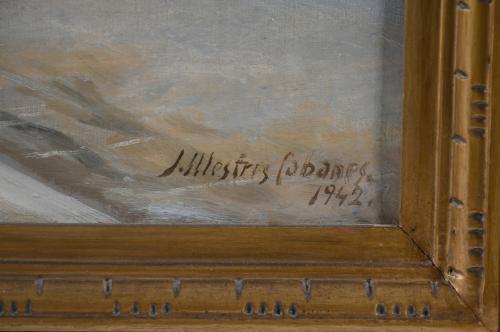 J. Mestres Cabanes.
1942.